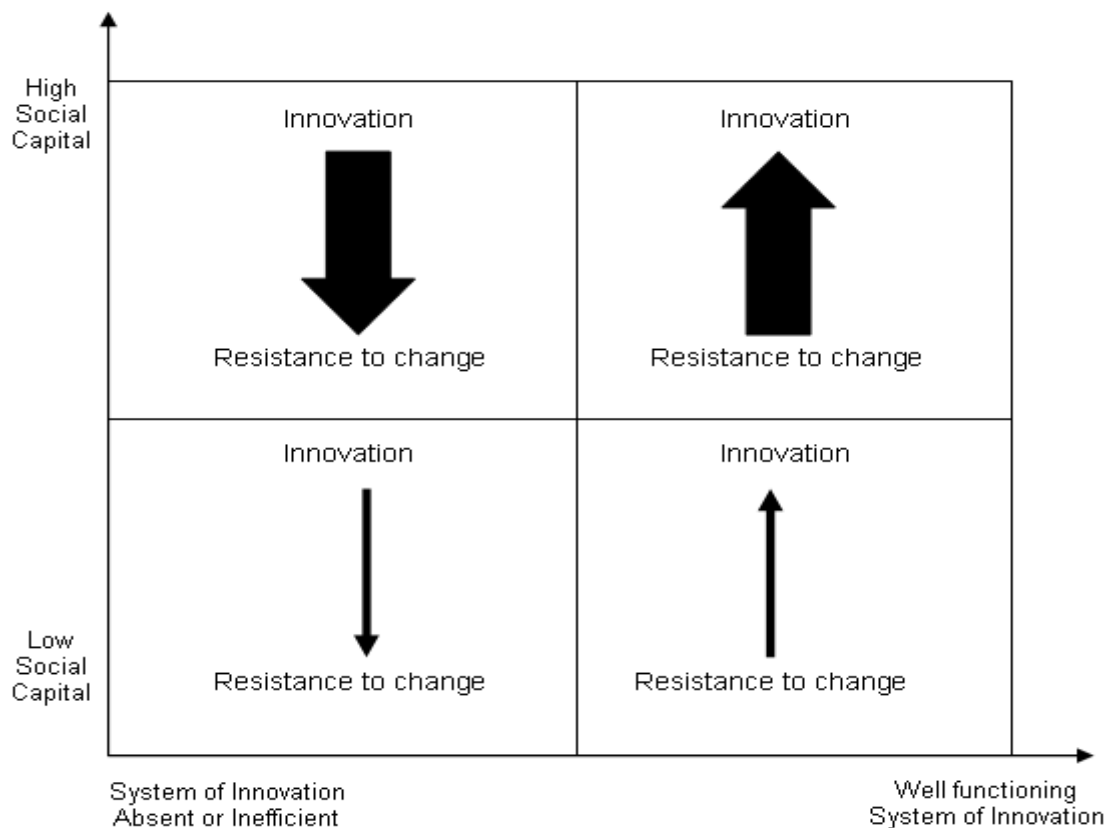 High
Social
Capital
Innovation
Innovation
Resistance to change
Resistance to change
Innovation
Innovation
Low
Social
Capital
Resistance to change
Resistance to change
System of Innovation
Absent or Inefficient
Well functioning
System of Innovation